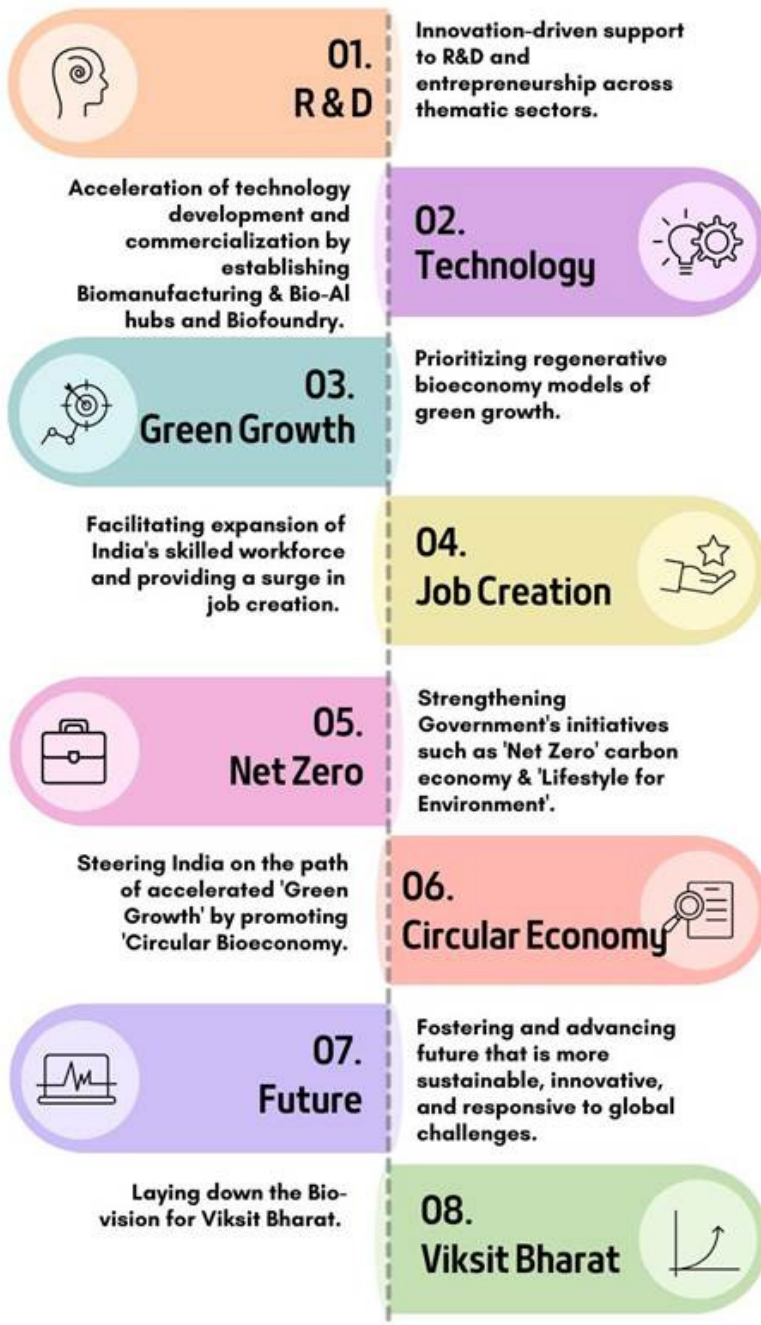 01.
R & D
Innovation-driven support
to R&D and
entrepreneurship across
thematic sectors.
02.
Technology
Acceleration of technology
development and
commercialization by
establishing
Biomanufacturing & Bio-AI
hubs and Biofoundry.
03.
Green Growth
Prioritizing regenerative
bioeconomy models of
green growth.
04.
Job Creation
Facilitating expansion of
India's skilled workforce
and providing a surge in
job creation.
05.
Net Zero
Strengthening
Government's initiatives
such as 'Net Zero' carbon
economy & 'Lifestyle for
Environment'.
06.
Circular Economy
Steering India on the path
of accelerated 'Green
Growth' by promoting
'Circular Bioeconomy.
07.
Future
Fostering and advancing
future that is more
sustainable, innovative,
and responsive to global
challenges.
08.
Viksit Bharat
Laying down the Bio-
vision for Viksit Bharat.